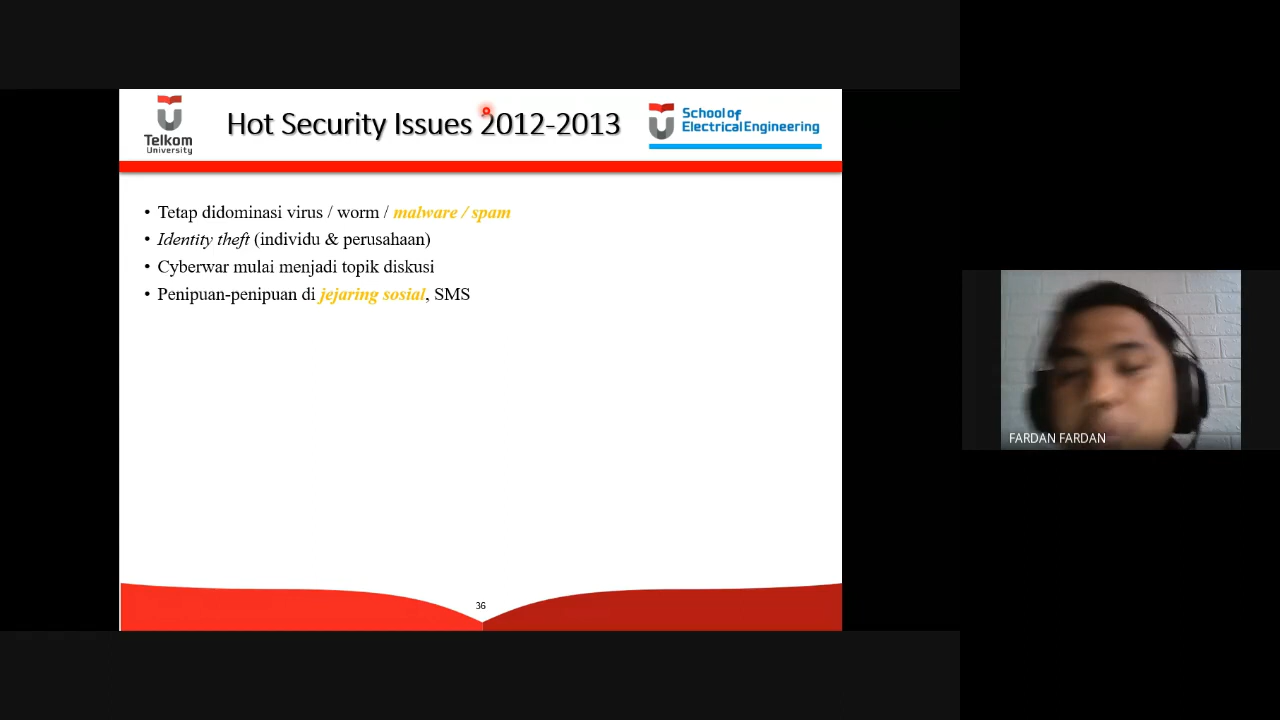 Telkom
University
Hot Security Issues 2012-2013
School of
Electrical Engineering
• Tetap didominasi virus / worm / malware / spam
• Identity theft (individu & perusahaan)
• Cyberwar mulai menjadi topik diskusi
• Penipuan-penipuan di jejaring sosial, SMS
36
FARDAN FARDAN